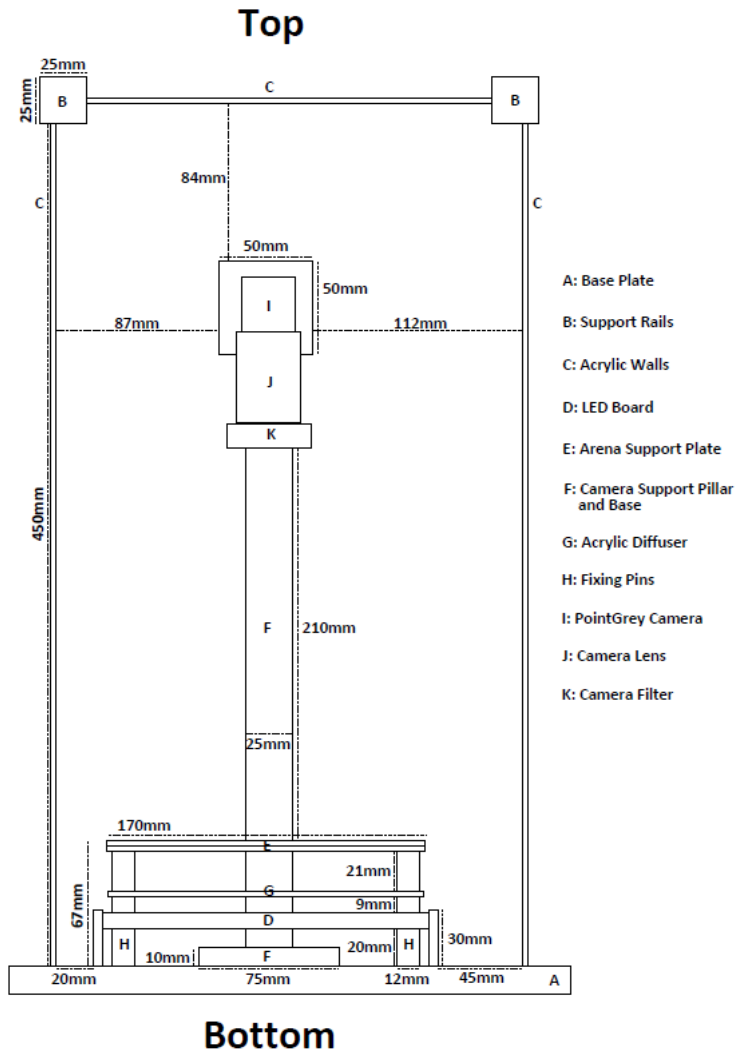 Top
25mm
C
25mm
B
B
84mm
C
C
50mm
50mm
I
87mm
112mm
J
K
450mm
F
210mm
25mm
170mm
E
21mm
G
9mm
67mm
D
H
H
30mm
20mm
10mm
F
20mm
75mm
12mm
45mm
A
A: Base Plate
B: Support Rails
C: Acrylic Walls
D: LED Board
E: Arena Support Plate
F: Camera Support Pillar
and Base
G: Acrylic Diffuser
H: Fixing Pins
I: PointGrey Camera
J: Camera Lens
K: Camera Filter
Bottom